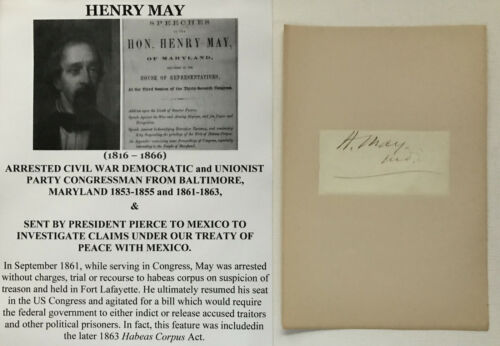 HENRY MAY
SPEECHES
OF THE
HON. HENRY MAY,
OF MARYLAND,
DELIVERED IN THE
HOUSE OF REPRESENTATIVES,
At the Third Session of the Thirty-Seventh Congress.
(1816 – 1866)
ARRESTED CIVIL WAR DEMOCRATIC and UNIONIST
PARTY CONGRESSMAN FROM BALTIMORE,
MARYLAND 1853-1855 and 1861-1863,
&
SENT BY PRESIDENT PIERCE TO MEXICO TO
INVESTIGATE CLAIMS UNDER OUR TREATY OF
PEACE WITH MEXICO.
In September 1861, while serving in Congress, May was arrested
without charges, trial or recourse to habeas corpus on suspicion of
treason and held in Fort Lafayette. He ultimately resumed his seat
in the US Congress and agitated for a bill which would require
the federal government to either indict or release accused traitors
and other political prisoners. In fact, this feature was includedin
the later 1863 Habeas Corpus Act.
H. May.
Md.